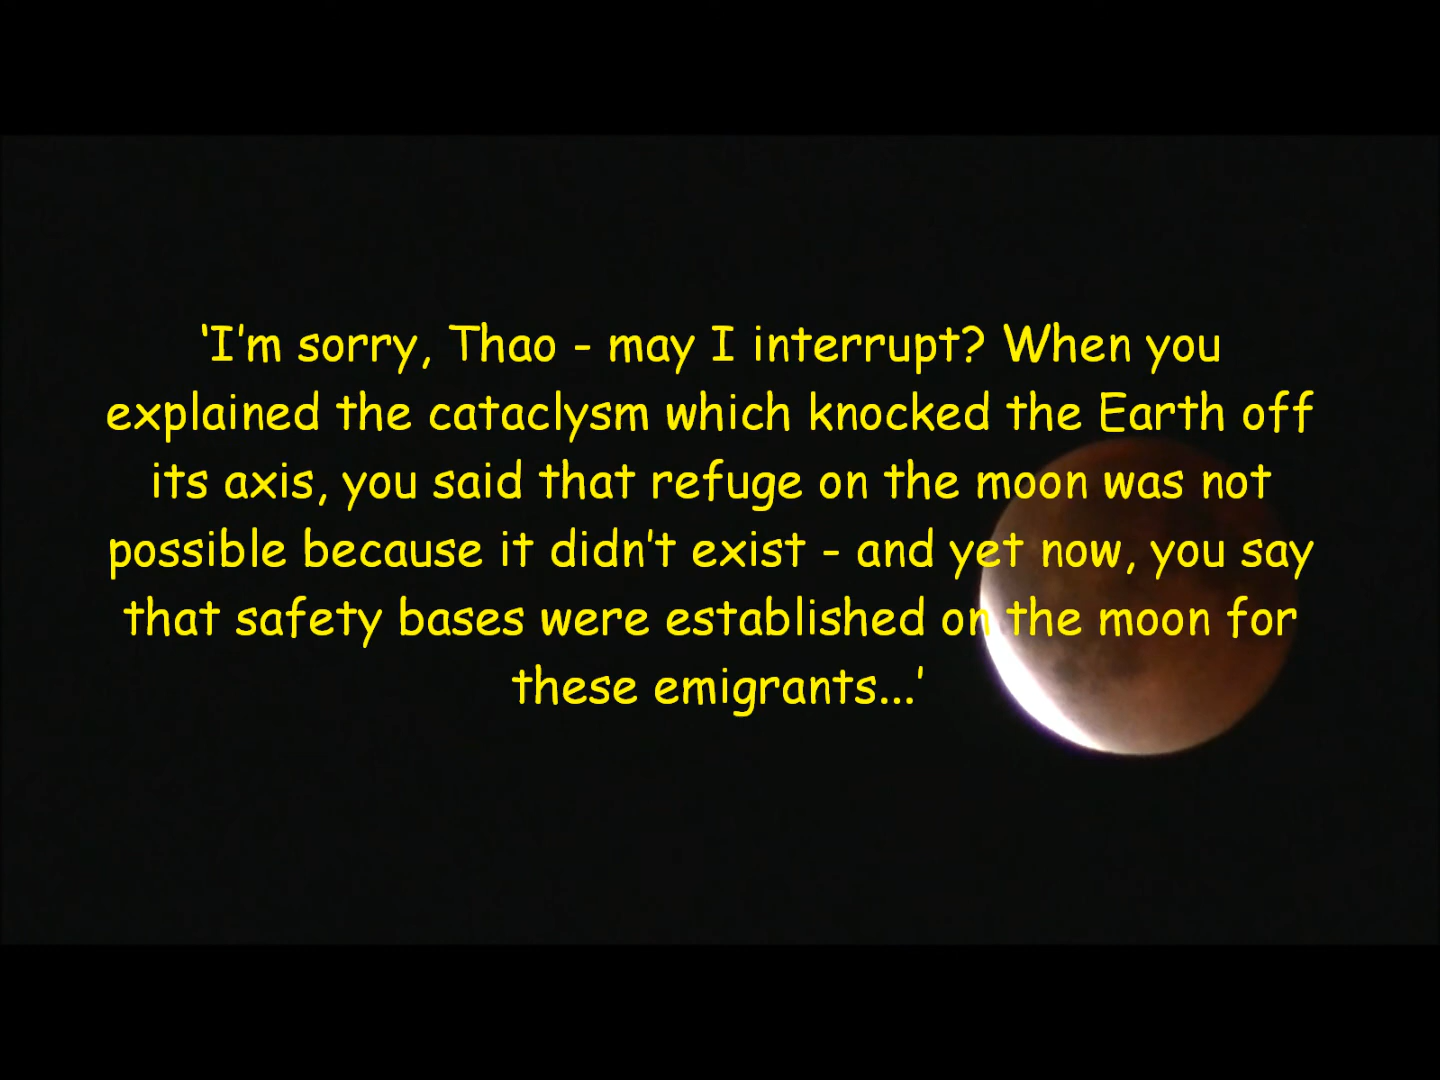 ‘I’m sorry, Thao - may I interrupt? When you
explained the cataclysm which knocked the Earth off
its axis, you said that refuge on the moon was not
possible because it didn’t exist - and yet now, you say
that safety bases were established on the moon for
these emigrants...’